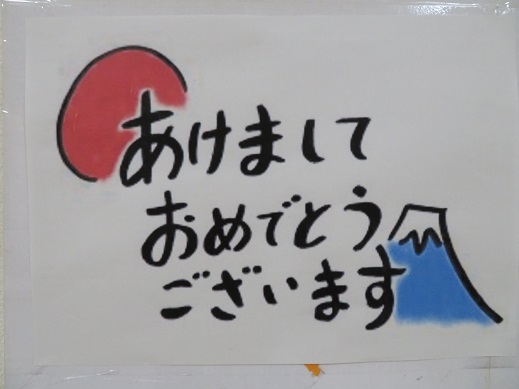 あけまして
おめでとう
ございます